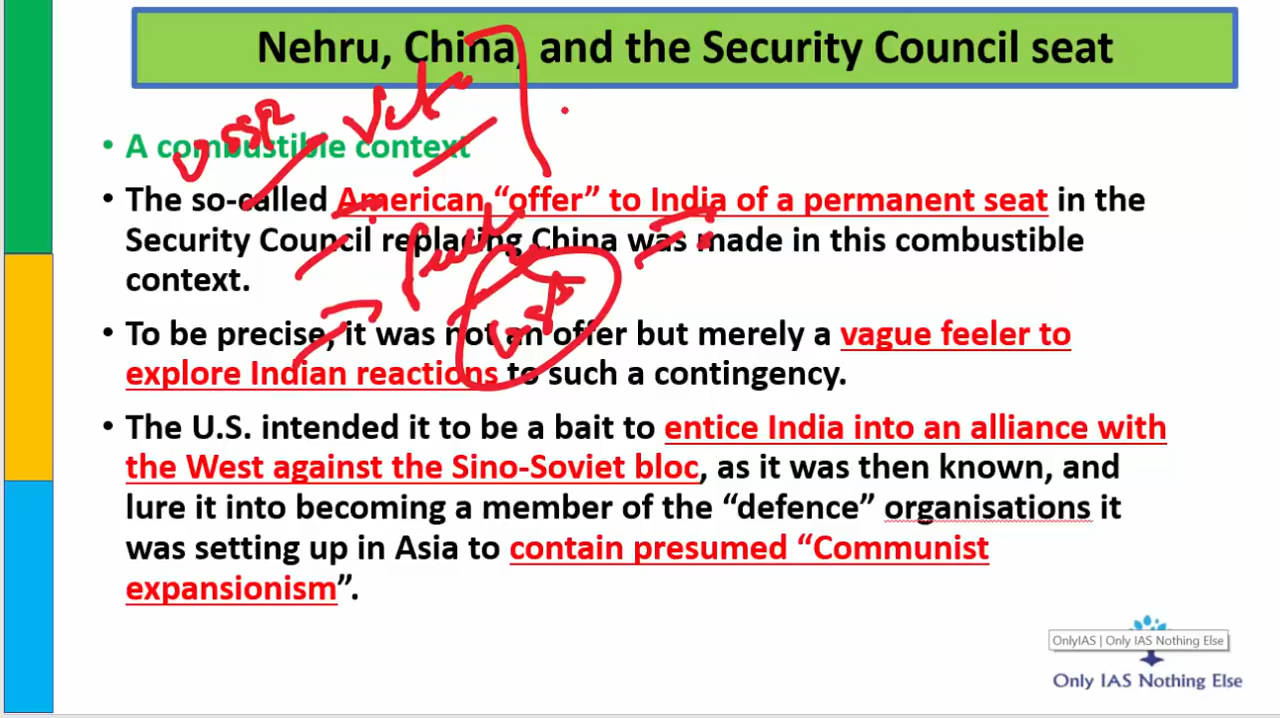 Nehru, China, and the Security Council seat
USSR
Veto
• A combustible context
• The so-called American “offer” to India of a permanent seat in the
Security Council replacing China was made in this combustible
context.
• To be precise, it was not an offer but merely a vague feeler to
explore Indian reactions to such a contingency.
• The U.S. intended it to be a bait to entice India into an alliance with
the West against the Sino-Soviet bloc, as it was then known, and
lure it into becoming a member of the “defence” organisations it
was setting up in Asia to contain presumed “Communist
expansionism”.
OnlyIAS | Only IAS Nothing Else
Only IAS Nothing Else